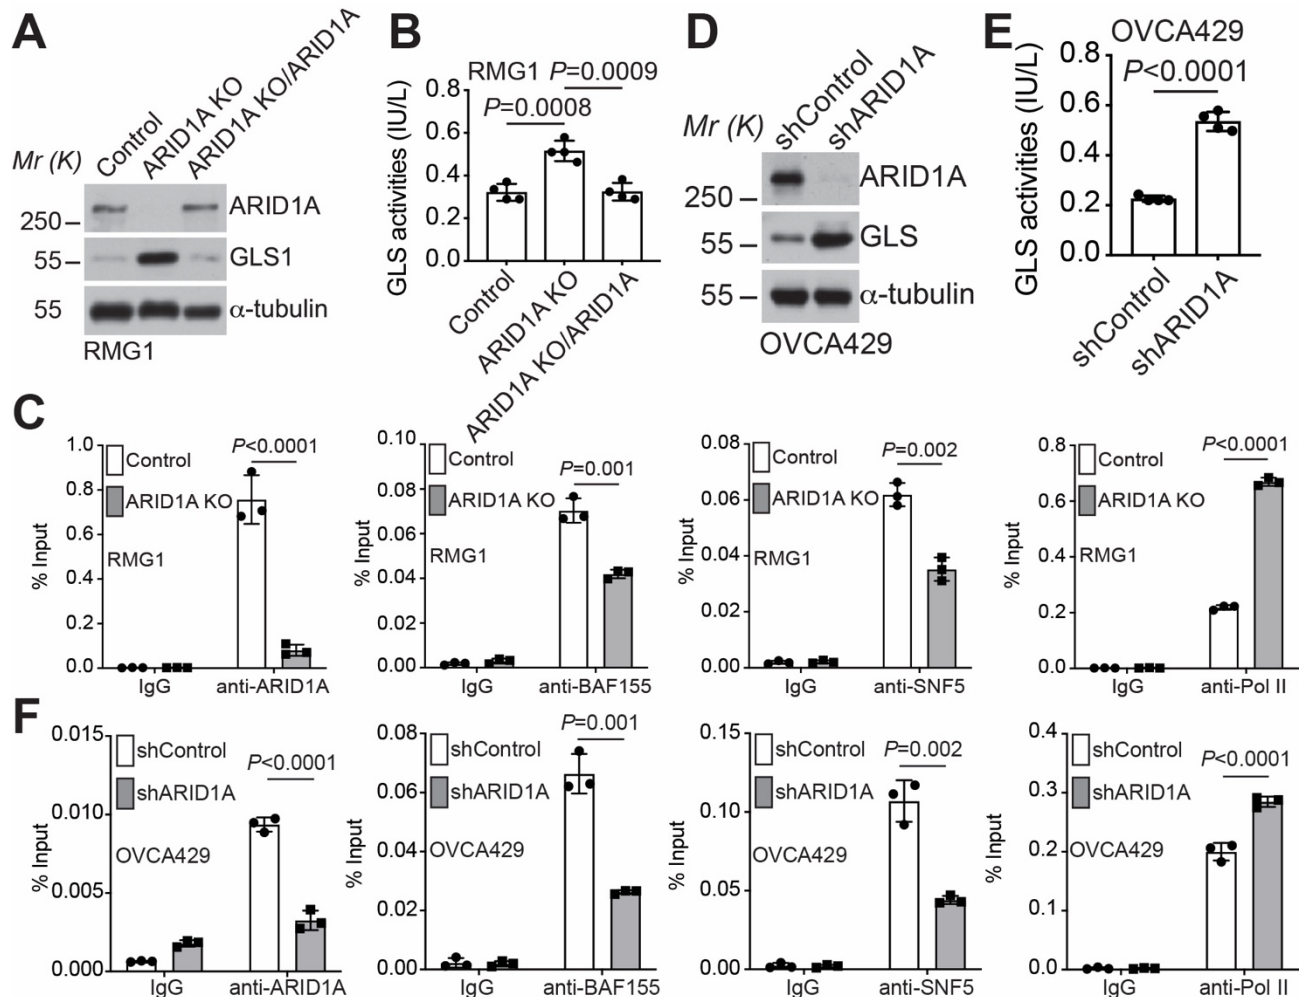 A
Control
ARID1A KO
ARID1A KO/ARID1A
Mr (K)
250
ARID1A
55
GLS1
55
α-tubulin
RMG1
B
RMG1
P=0.0009
P=0.0008
GLS activities (IU/L)
0.8
0.6
0.4
0.2
0.0
Control
ARID1A KO
ARID1A KO/ARID1A
D
shControl
shARID1A
Mr (K)
250
ARID1A
55
GLS
55
α-tubulin
OVCA429
E
OVCA429
P<0.0001
GLS activities (IU/L)
0.8
0.6
0.4
0.2
0.0
shControl
shARID1A
C
% Input
1.0
0.8
0.6
0.4
0.2
0.0
Control
ARID1A KO
RMG1
P<0.0001
IgG
anti-ARID1A
% Input
0.10
0.08
0.06
0.04
0.02
0.00
Control
ARID1A KO
RMG1
P=0.001
IgG
anti-BAF155
% Input
0.08
0.06
0.04
0.02
0.00
Control
ARID1A KO
RMG1
P=0.002
IgG
anti-SNF5
% Input
0.8
0.6
0.4
0.2
0.0
Control
ARID1A KO
RMG1
P<0.0001
IgG
anti-Pol II
F
% Input
0.015
0.010
0.005
0.000
shControl
shARID1A
OVCA429
P<0.0001
IgG
anti-ARID1A
% Input
0.08
0.06
0.04
0.02
0.00
shControl
shARID1A
OVCA429
P=0.001
IgG
anti-BAF155
% Input
0.15
0.10
0.05
0.00
shControl
shARID1A
OVCA429
P=0.002
IgG
anti-SNF5
% Input
0.4
0.3
0.2
0.1
0.0
shControl
shARID1A
OVCA429
P<0.0001
IgG
anti-Pol II